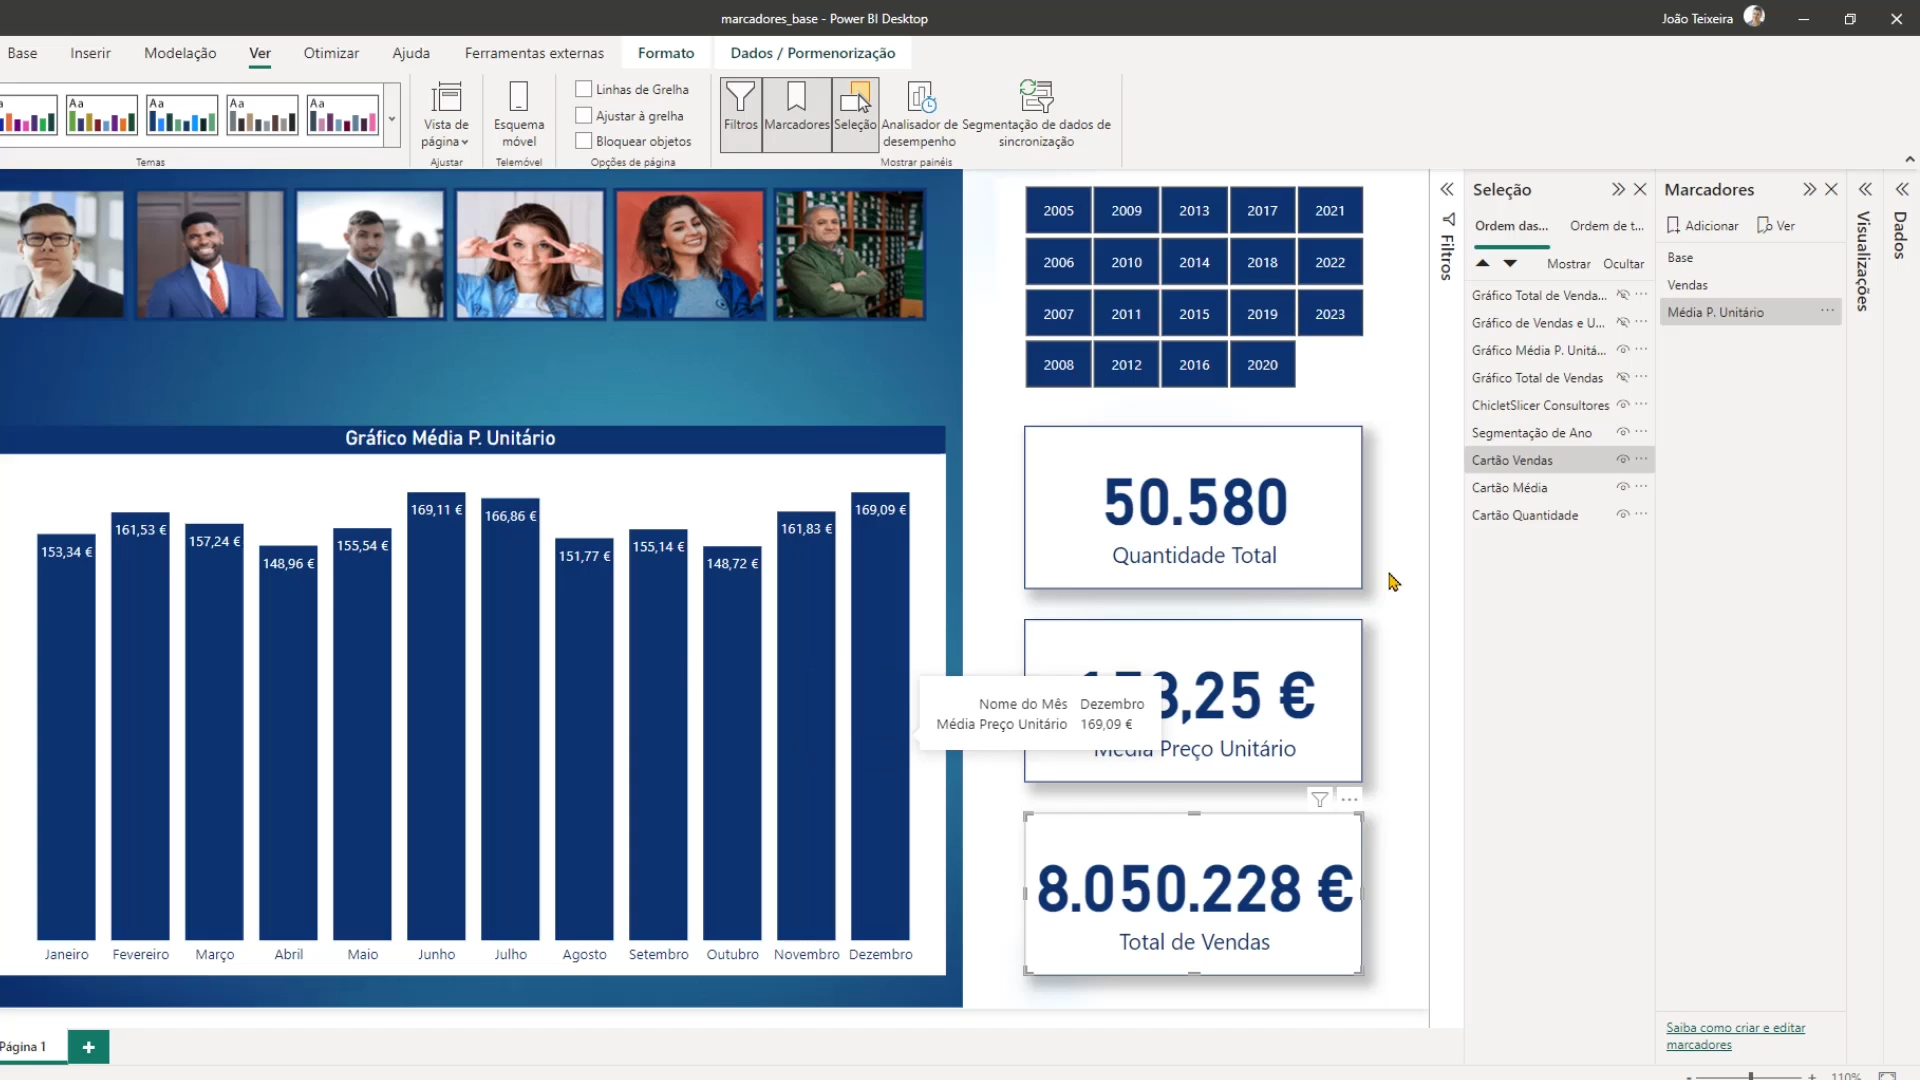 marcadores_base - Power BI Desktop
João Teixeira
Base
Inserir
Modelação
Ver
Otimizar
Ajuda
Ferramentas externas
Formato
Dados / Pormenorização
Aa
Aa
Aa
Aa
Temas
Vista de
página
Ajustar
Esquema
móvel
Telemóvel
Linhas de Grelha
Ajustar à grelha
Bloquear objetos
Opções de página
Filtros
Marcadores
Seleção
Analisador de
desempenho
Segmentação de dados de
sincronização
Mostrar painéis
2005 2009 2013 2017 2021
2006 2010 2014 2018 2022
2007 2011 2015 2019 2023
2008 2012 2016 2020
Gráfico Média P. Unitário
153,34 €
161,53 €
157,24 €
148,96 €
155,54 €
169,11 €
166,86 €
151,77 €
155,14 €
148,72 €
161,83 €
169,09 €
Janeiro Fevereiro Março Abril Maio Junho Julho Agosto Setembro Outubro Novembro Dezembro
50.580
Quantidade Total
8,25 €
Preço Unitário
Nome do Mês Dezembro
Média Preço Unitário 169,09 €
8.050.228 €
Total de Vendas
Filtros
Seleção
Ordem das...
Ordem de t...
Mostrar
Ocultar
Gráfico Total de Venda...
Gráfico de Vendas e U...
Gráfico Média P. Unitá...
Gráfico Total de Vendas
ChicletSlicer Consultores
Segmentação de Ano
Cartão Vendas
Cartão Média
Cartão Quantidade
Marcadores
Adicionar
Ver
Base
Vendas
Média P. Unitário
Saiba como criar e editar
marcadores
Visualizações
Dados
Página 1
110%